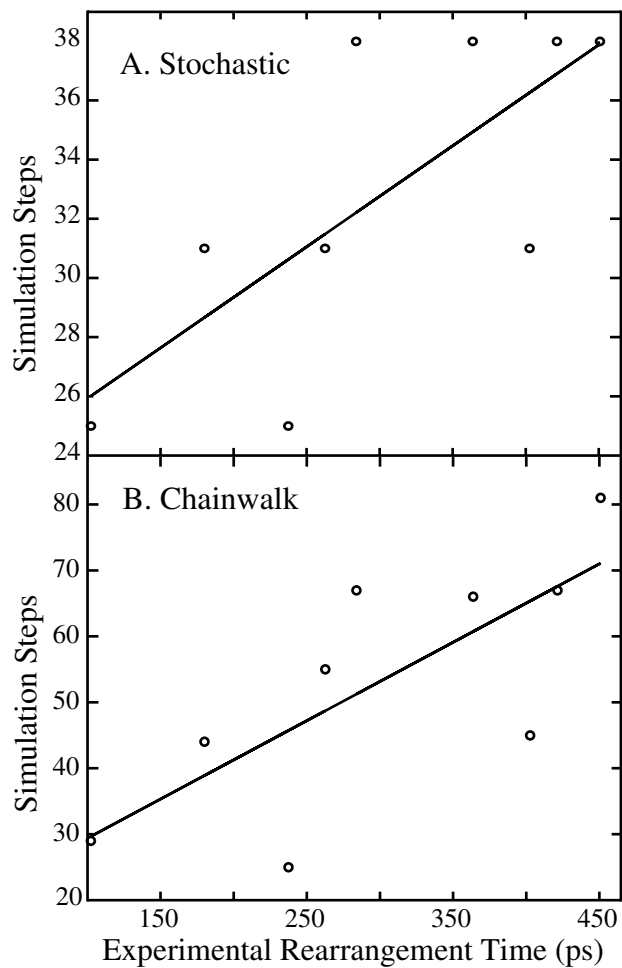 38
A. Stochastic
36
34
32
30
28
26
24
Simulation Steps
B. Chainwalk
80
70
60
50
40
30
20
Simulation Steps
150 250 350 450
Experimental Rearrangement Time (ps)